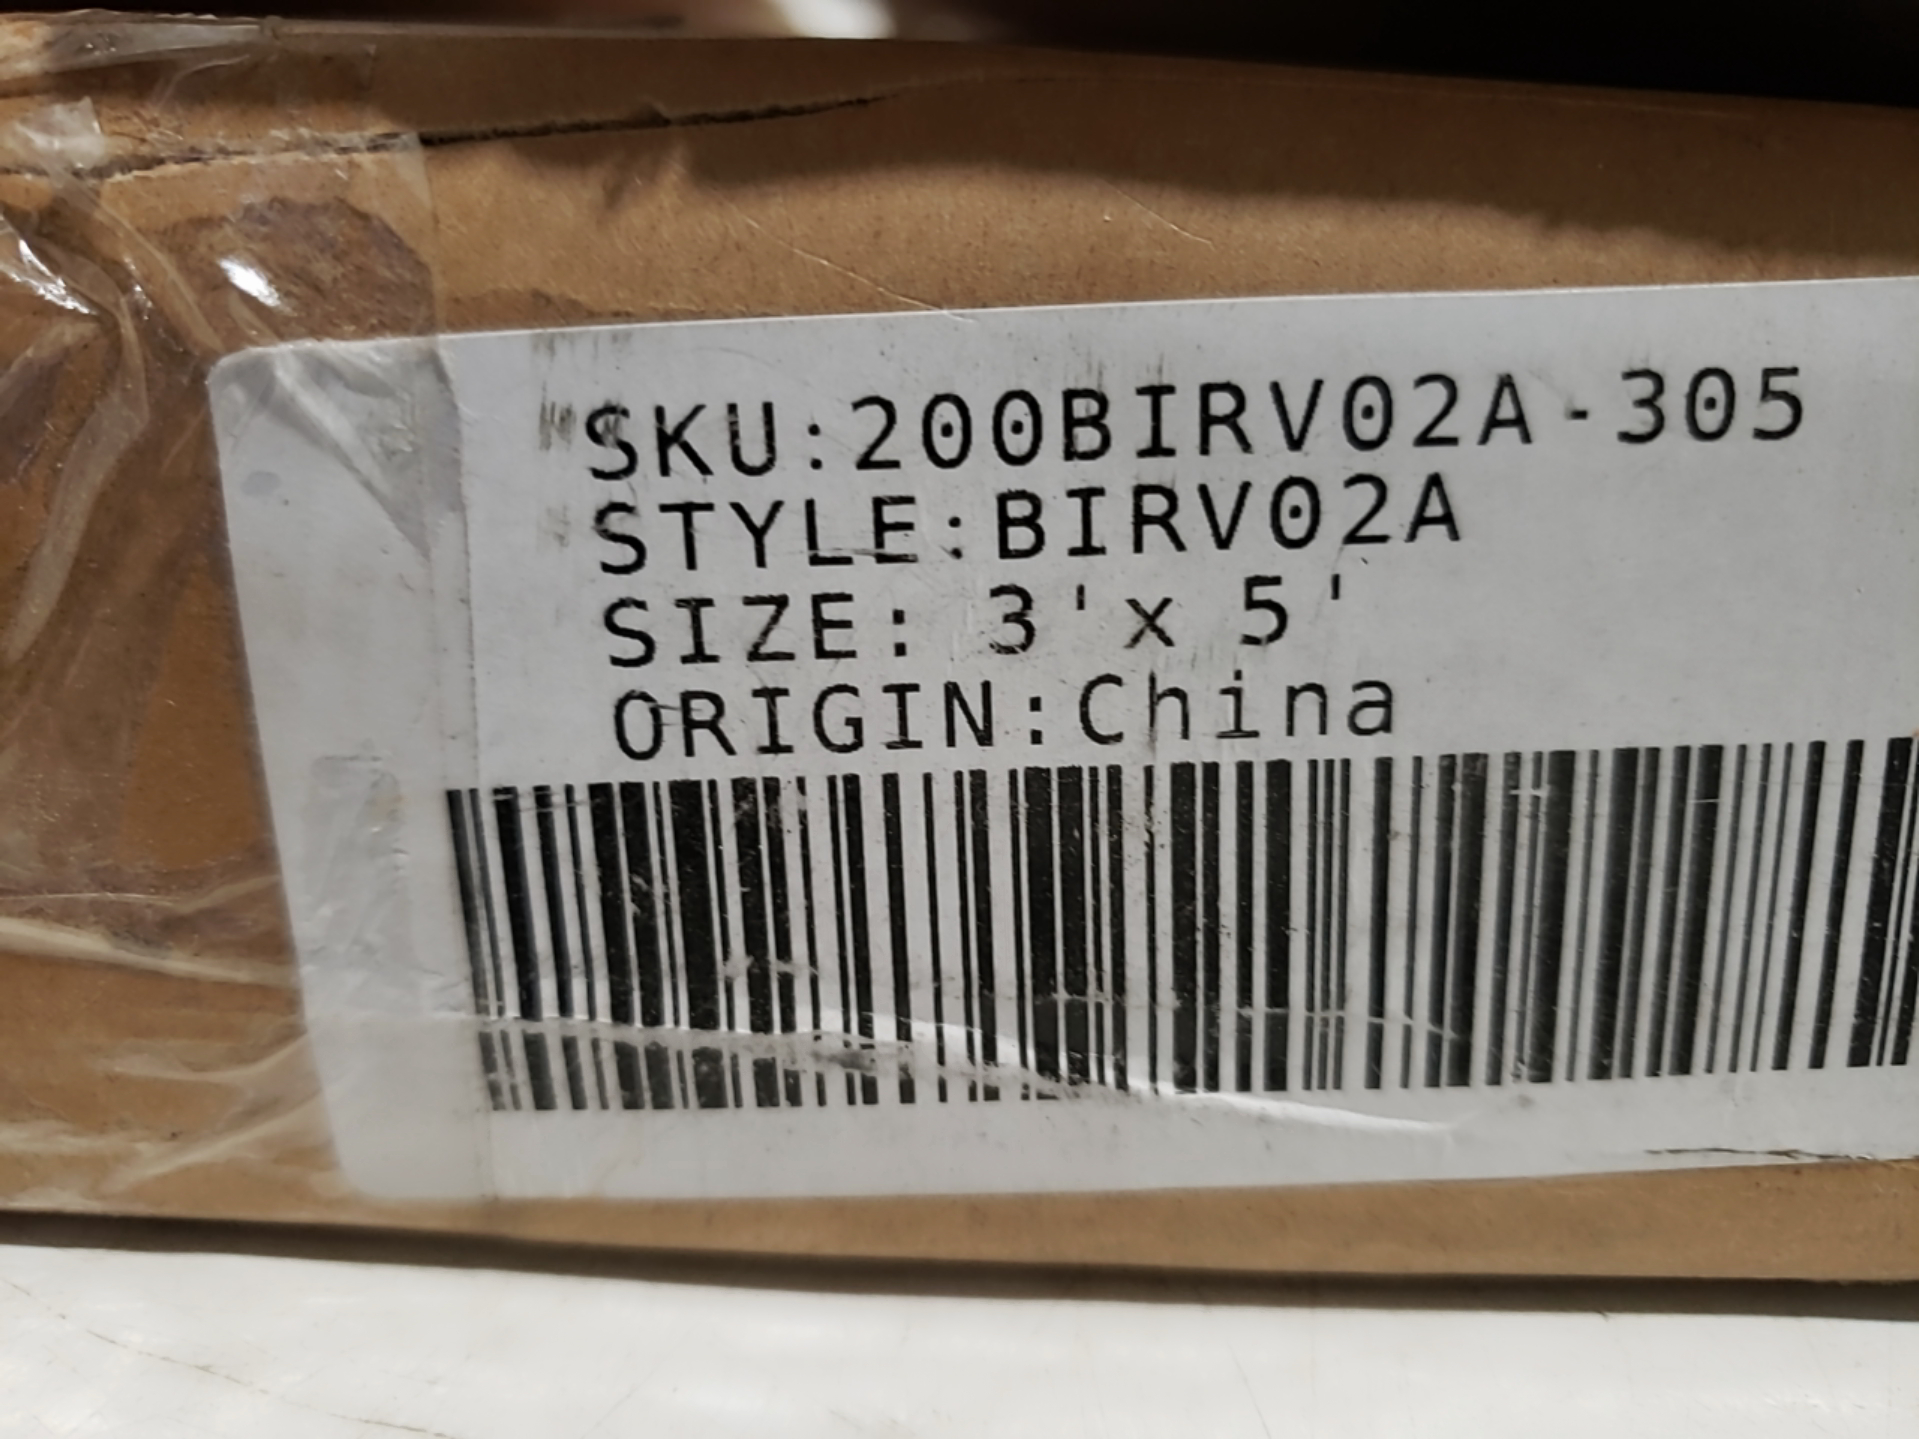 SKU:200BIRV02A-305
STYLE:BIRV02A
SIZE: 3'x 5'
ORIGIN:China